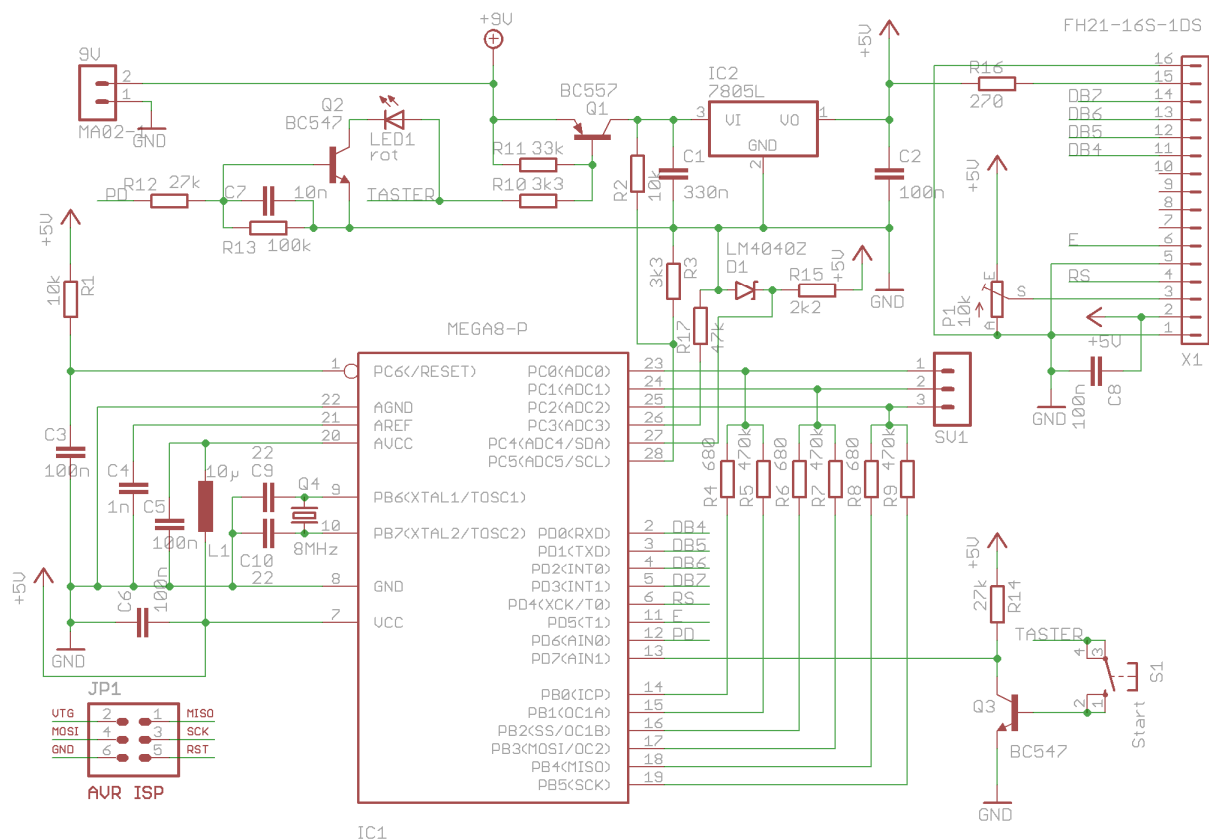 +9V
FH21-16S-1DS
9V
2
1
MA02-
GND
Q2
BC547
LED1
rot
BC557
Q1
IC2
7805L
3
VI
VO
1
GND
2
+5V
R16
270
16
15
14
13
12
11
10
9
8
7
6
5
4
3
2
1
DB7
DB6
DB5
DB4
E
RS
X1
R11
33k
R10
3k3
R2
10k
C1
330n
C2
100n
PD
R12
27k
C7
10n
TASTER
R13
100k
+5V
R1
10k
LM4040Z
D1
R3
3k3
R15
2k2
+5V
GND
R17
47k
+5V
P1
10k
E
S
A
+5V
GND
100n
C8
MEGA8-P
1
PC6(/RESET)
22
AGND
21
AREF
20
AVCC
9
PB6(XTAL1/TOSC1)
10
PB7(XTAL2/TOSC2)
8
GND
7
VCC
PC0(ADC0)
23
PC1(ADC1)
24
PC2(ADC2)
25
PC3(ADC3)
26
PC4(ADC4/SDA)
27
PC5(ADC5/SCL)
28
PD0(RXD)
2
DB4
PD1(TXD)
3
DB5
PD2(INT0)
4
DB6
PD3(INT1)
5
DB7
PD4(XCK/T0)
6
RS
PD5(T1)
11
E
PD6(AIN0)
12
PD
PD7(AIN1)
13
PB0(ICP)
14
PB1(OC1A)
15
PB2(SS/OC1B)
16
PB3(MOSI/OC2)
17
PB4(MISO)
18
PB5(SCK)
19
IC1
1
2
3
SV1
R4
680
R5
470k
R6
680
R7
470k
R8
680
R9
470k
C3
100n
C4
1n
C5
100n
10µ
L1
22
C9
C10
22
Q4
8MHz
+5V
C6
100n
GND
JP1
VTG
2
1
MISO
MOSI
4
3
SCK
GND
6
5
RST
AVR ISP
+5V
27k
R14
TASTER
4
3
2
1
S1
Start
Q3
BC547
GND